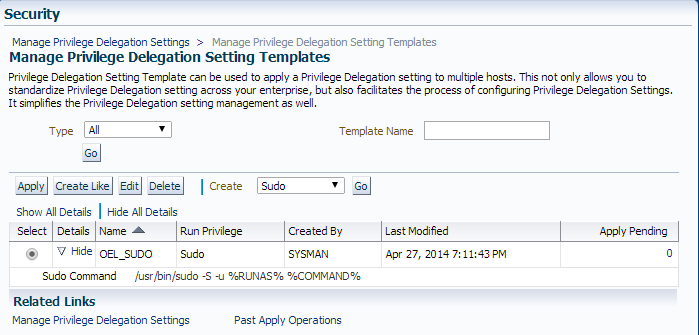 Security
Manage Privilege Delegation Settings > Manage Privilege Delegation Setting Templates
Manage Privilege Delegation Setting Templates
Privilege Delegation Setting Template can be used to apply a Privilege Delegation setting to multiple hosts. This not only allows you to
standardize Privilege Delegation setting across your enterprise, but also facilitates the process of configuring Privilege Delegation Settings.
It simplifies the Privilege Delegation setting management as well.
Type All Template Name
Go
Apply Create Like Edit Delete Create Sudo Go
Show All Details Hide All Details
Select Details Name Run Privilege Created By Last Modified Apply Pending
Hide OEL_SUDO Sudo SYSMAN Apr 27, 2014 7:11:43 PM 0
Sudo Command /usr/bin/sudo -S -u %RUNAS% %COMMAND%
Related Links
Manage Privilege Delegation Settings Past Apply Operations